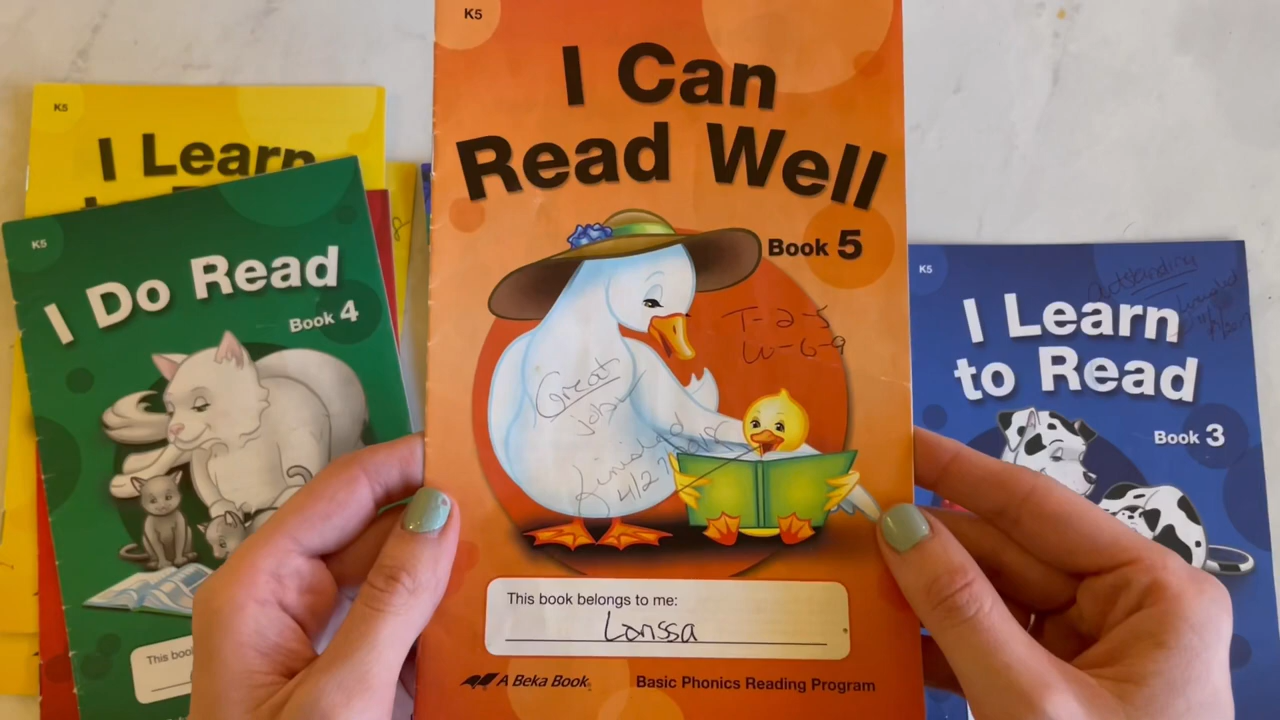 K5
I Learn
K5
I Do Read
Book 4
This book
K5
I Can
Read Well
Book 5
T-2-5
W-6-9
Great
job!
Finished
This book belongs to me:
Larissa
A Beka Book
Basic Phonics Reading Program
K5
Outstanding
I Learn
to Read
Book 3